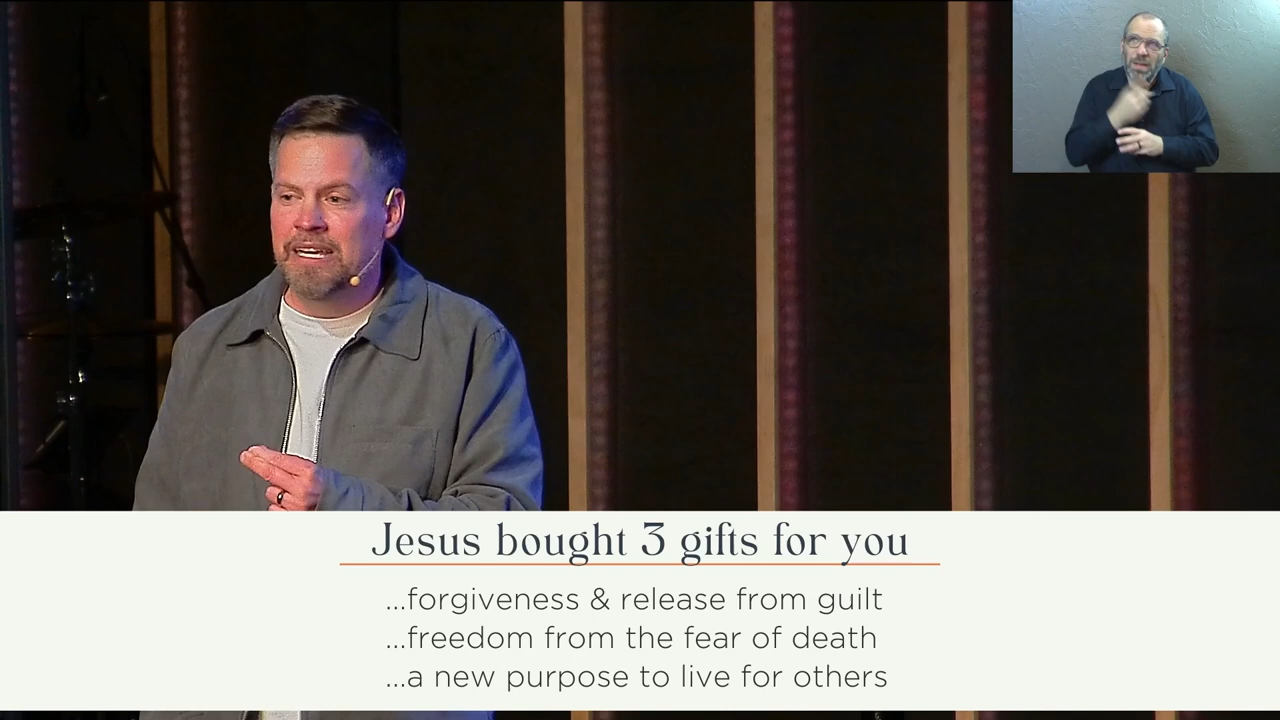 Jesus bought 3 gifts for you
...forgiveness & release from guilt
...freedom from the fear of death
...a new purpose to live for others